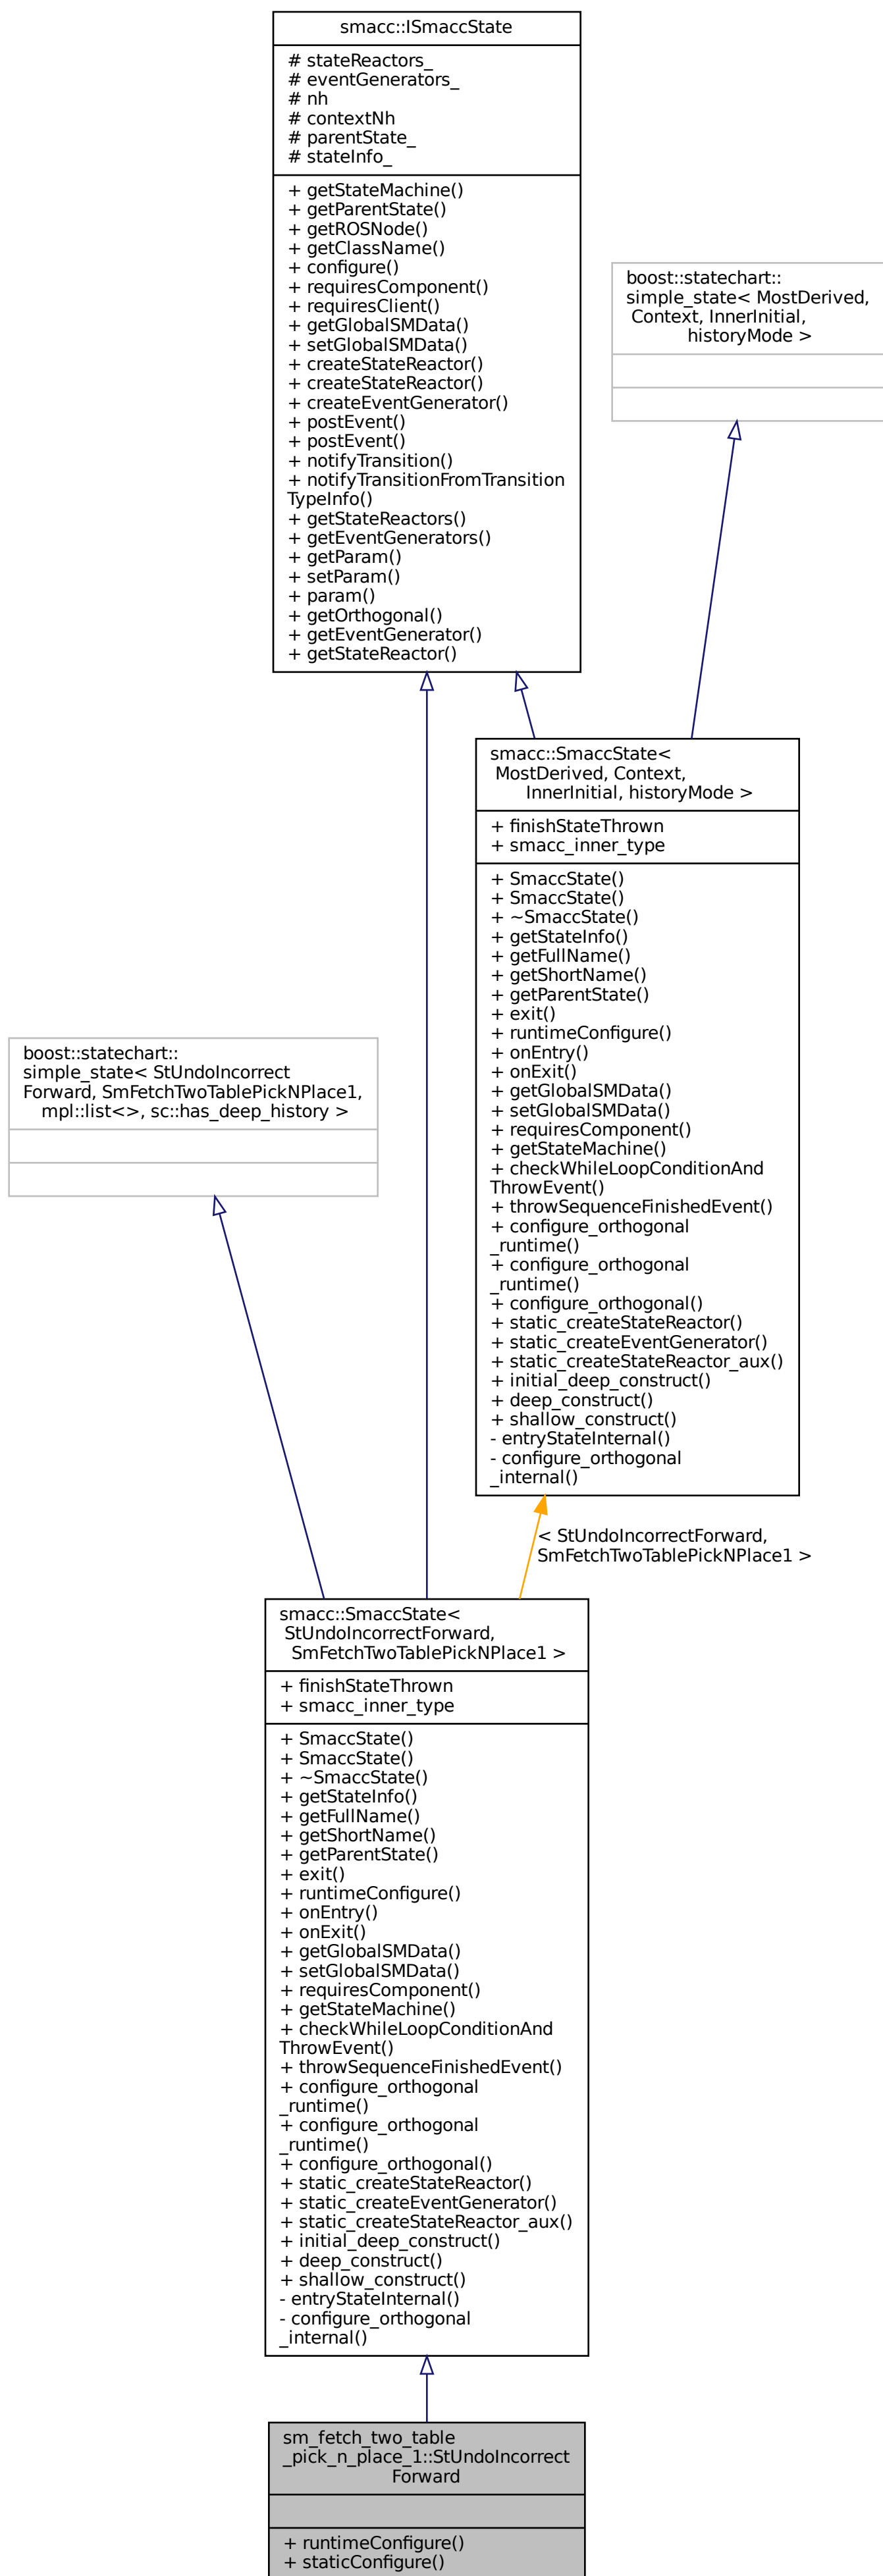 smacc::ISmaccState
# stateReactors_
# eventGenerators_
# nh
# contextNh
# parentState_
# stateInfo_
+ getStateMachine()
+ getParentState()
+ getROSNode()
+ getClassName()
+ configure()
+ requiresComponent()
+ requiresClient()
+ getGlobalSMData()
+ setGlobalSMData()
+ createStateReactor()
+ createStateReactor()
+ createEventGenerator()
+ postEvent()
+ postEvent()
+ notifyTransition()
+ notifyTransitionFromTransition
TypeInfo()
+ getStateReactors()
+ getEventGenerators()
+ getParam()
+ setParam()
+ param()
+ getOrthogonal()
+ getEventGenerator()
+ getStateReactor()
boost::statechart::
simple_state< MostDerived,
Context, InnerInitial,
historyMode >
smacc::SmaccState<
MostDerived, Context,
InnerInitial, historyMode >
+ finishStateThrown
+ smacc_inner_type
+ SmaccState()
+ SmaccState()
+ ~SmaccState()
+ getStateInfo()
+ getFullName()
+ getShortName()
+ getParentState()
+ exit()
+ runtimeConfigure()
+ onEntry()
+ onExit()
+ getGlobalSMData()
+ setGlobalSMData()
+ requiresComponent()
+ getStateMachine()
+ checkWhileLoopConditionAnd
ThrowEvent()
+ throwSequenceFinishedEvent()
+ configure_orthogonal
_runtime()
+ configure_orthogonal
_runtime()
+ configure_orthogonal()
+ static_createStateReactor()
+ static_createEventGenerator()
+ static_createStateReactor_aux()
+ initial_deep_construct()
+ deep_construct()
+ shallow_construct()
- entryStateInternal()
- configure_orthogonal
_internal()
boost::statechart::
simple_state< StUndoIncorrect
Forward, SmFetchTwoTablePickNPlace1,
mpl::list<>, sc::has_deep_history >
< StUndoIncorrectForward,
SmFetchTwoTablePickNPlace1 >
smacc::SmaccState<
StUndoIncorrectForward,
SmFetchTwoTablePickNPlace1 >
+ finishStateThrown
+ smacc_inner_type
+ SmaccState()
+ SmaccState()
+ ~SmaccState()
+ getStateInfo()
+ getFullName()
+ getShortName()
+ getParentState()
+ exit()
+ runtimeConfigure()
+ onEntry()
+ onExit()
+ getGlobalSMData()
+ setGlobalSMData()
+ requiresComponent()
+ getStateMachine()
+ checkWhileLoopConditionAnd
ThrowEvent()
+ throwSequenceFinishedEvent()
+ configure_orthogonal
_runtime()
+ configure_orthogonal
_runtime()
+ configure_orthogonal()
+ static_createStateReactor()
+ static_createEventGenerator()
+ static_createStateReactor_aux()
+ initial_deep_construct()
+ deep_construct()
+ shallow_construct()
- entryStateInternal()
- configure_orthogonal
_internal()
sm_fetch_two_table
_pick_n_place_1::StUndoIncorrect
Forward
+ runtimeConfigure()
+ staticConfigure()